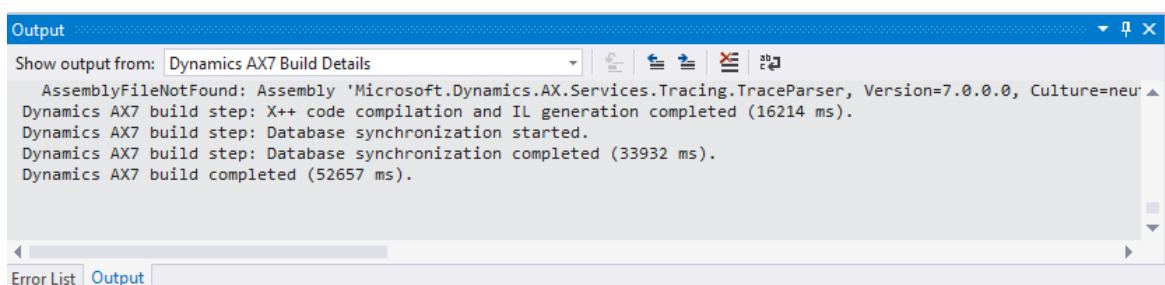 Output
Show output from: Dynamics AX7 Build Details
AssemblyFileNotFound: Assembly 'Microsoft.Dynamics.AX.Services.Tracing.TraceParser, Version=7.0.0.0, Culture=neu
Dynamics AX7 build step: X++ code compilation and IL generation completed (16214 ms).
Dynamics AX7 build step: Database synchronization started.
Dynamics AX7 build step: Database synchronization completed (33932 ms).
Dynamics AX7 build completed (52657 ms).
Error List Output